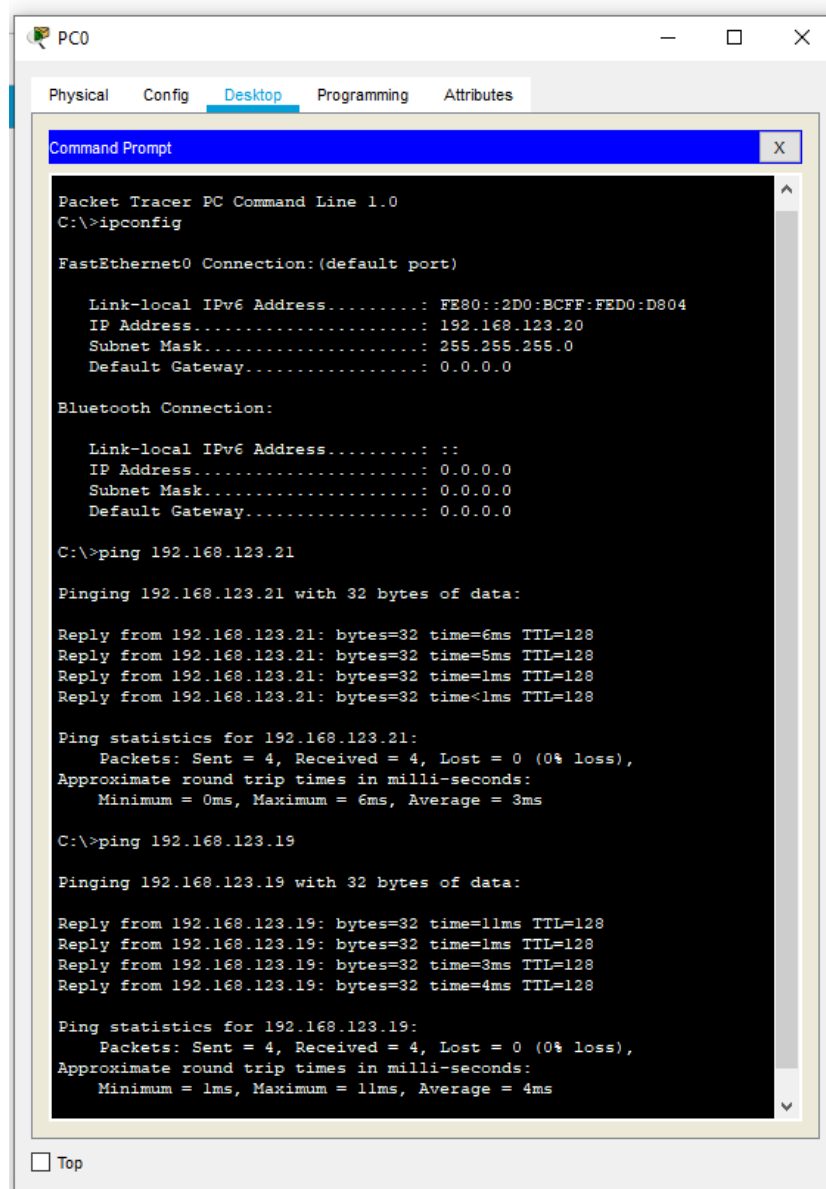 PC0
Physical Config Desktop Programming Attributes
Command Prompt X
Packet Tracer PC Command Line 1.0
C:\>ipconfig
FastEthernet0 Connection:(default port)
Link-local IPv6 Address.........: FE80::2D0:BCFF:FED0:D804
IP Address......................: 192.168.123.20
Subnet Mask.....................: 255.255.255.0
Default Gateway.................: 0.0.0.0
Bluetooth Connection:
Link-local IPv6 Address.........: ::
IP Address......................: 0.0.0.0
Subnet Mask.....................: 0.0.0.0
Default Gateway.................: 0.0.0.0
C:\>ping 192.168.123.21
Pinging 192.168.123.21 with 32 bytes of data:
Reply from 192.168.123.21: bytes=32 time=6ms TTL=128
Reply from 192.168.123.21: bytes=32 time=5ms TTL=128
Reply from 192.168.123.21: bytes=32 time=1ms TTL=128
Reply from 192.168.123.21: bytes=32 time<1ms TTL=128
Ping statistics for 192.168.123.21:
Packets: Sent = 4, Received = 4, Lost = 0 (0% loss),
Approximate round trip times in milli-seconds:
Minimum = 0ms, Maximum = 6ms, Average = 3ms
C:\>ping 192.168.123.19
Pinging 192.168.123.19 with 32 bytes of data:
Reply from 192.168.123.19: bytes=32 time=11ms TTL=128
Reply from 192.168.123.19: bytes=32 time=1ms TTL=128
Reply from 192.168.123.19: bytes=32 time=3ms TTL=128
Reply from 192.168.123.19: bytes=32 time=4ms TTL=128
Ping statistics for 192.168.123.19:
Packets: Sent = 4, Received = 4, Lost = 0 (0% loss),
Approximate round trip times in milli-seconds:
Minimum = 1ms, Maximum = 11ms, Average = 4ms
Top